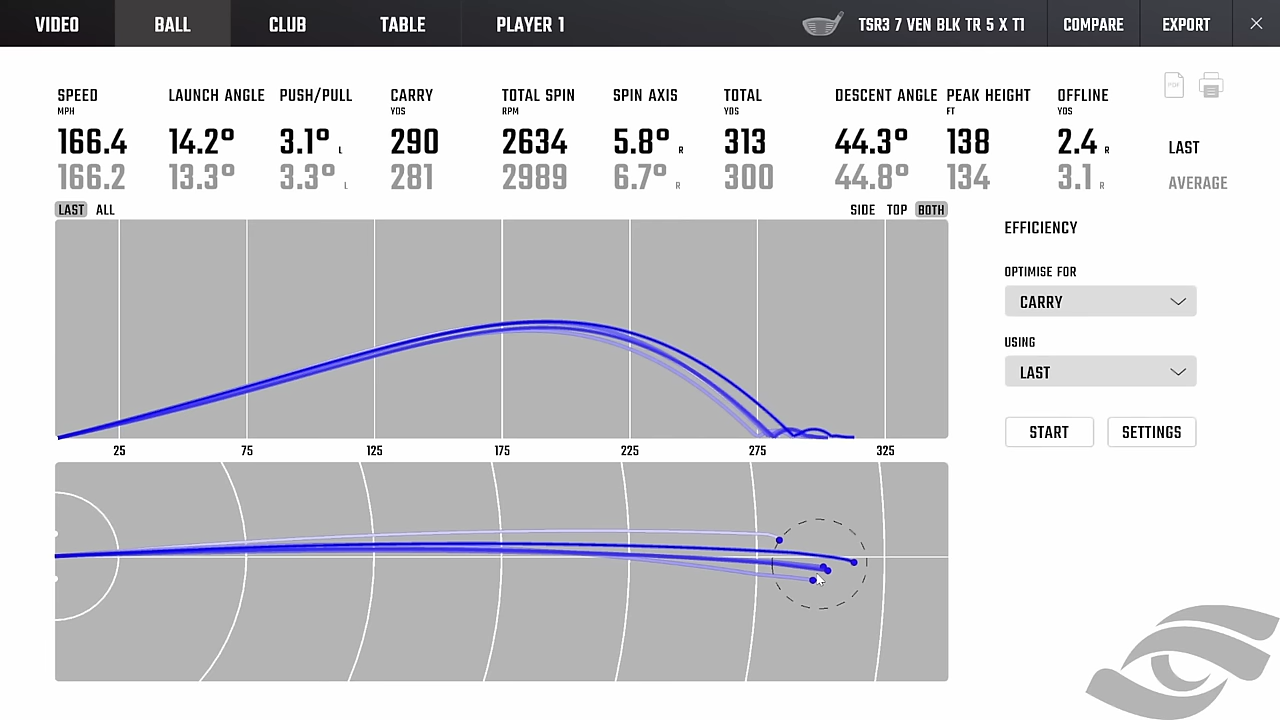 VIDEO BALL CLUB TABLE PLAYER 1 TSR3 7 VEN BLK TR 5 X T1 COMPARE EXPORT
SPEED LAUNCH ANGLE PUSH/PULL CARRY TOTAL SPIN SPIN AXIS TOTAL DESCENT ANGLE PEAK HEIGHT OFFLINE PDF
MPH YDS RPM YDS FT YDS
166.4 14.2° 3.1° L 290 2634 5.8° R 313 44.3° 138 2.4 R LAST
166.2 13.3° 3.3° L 281 2989 6.7° R 300 44.8° 134 3.1 R AVERAGE
LAST ALL SIDE TOP BOTH
EFFICIENCY
OPTIMISE FOR
CARRY
USING
LAST
START SETTINGS
25 75 125 175 225 275 325